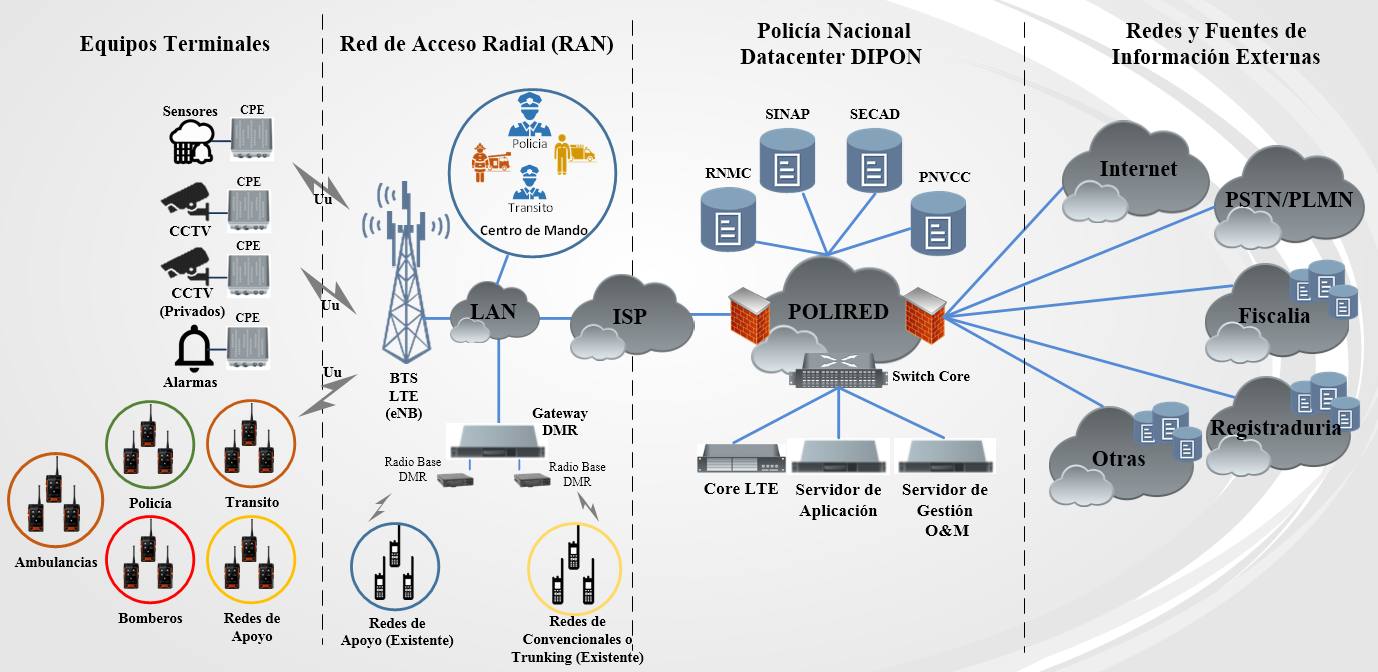 Equipos Terminales
Sensores
CPE
CPE
CCTV
CPE
CCTV
(Privados)
CPE
Alarmas
Uu
Uu
Uu
Policía
Transito
Ambulancias
Bomberos
Redes de
Apoyo
Red de Acceso Radial (RAN)
Policia
Transito
Centro de Mando
LAN
ISP
BTS
LTE
(eNB)
Gateway
DMR
Radio Base
DMR
Radio Base
DMR
Redes de
Apoyo (Existente)
Redes de
Convencionales o
Trunking (Existente)
Policía Nacional
Datacenter DIPON
SINAP
SECAD
RNMC
PNVCC
POLIRED
Switch Core
Core LTE
Servidor de
Aplicación
Servidor de
Gestión
O&M
Redes y Fuentes de
Información Externas
Internet
PSTN/PLMN
Fiscalia
Registraduria
Otras